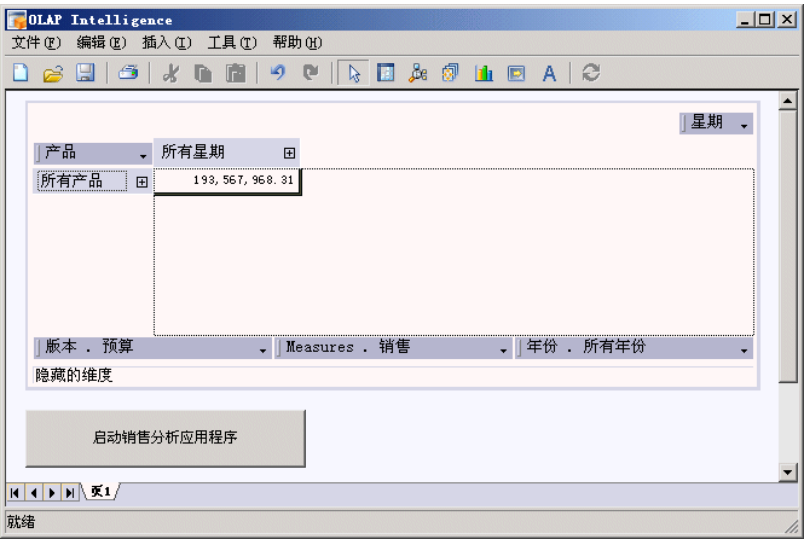 OLAP Intelligence
文件(F) 编辑(E) 插入(I) 工具(T) 帮助(H)
星期
产品 所有星期
所有产品 193,567,968.31
版本 . 预算 Measures . 销售 年份 . 所有年份
隐藏的维度
启动销售分析应用程序
页1
就绪